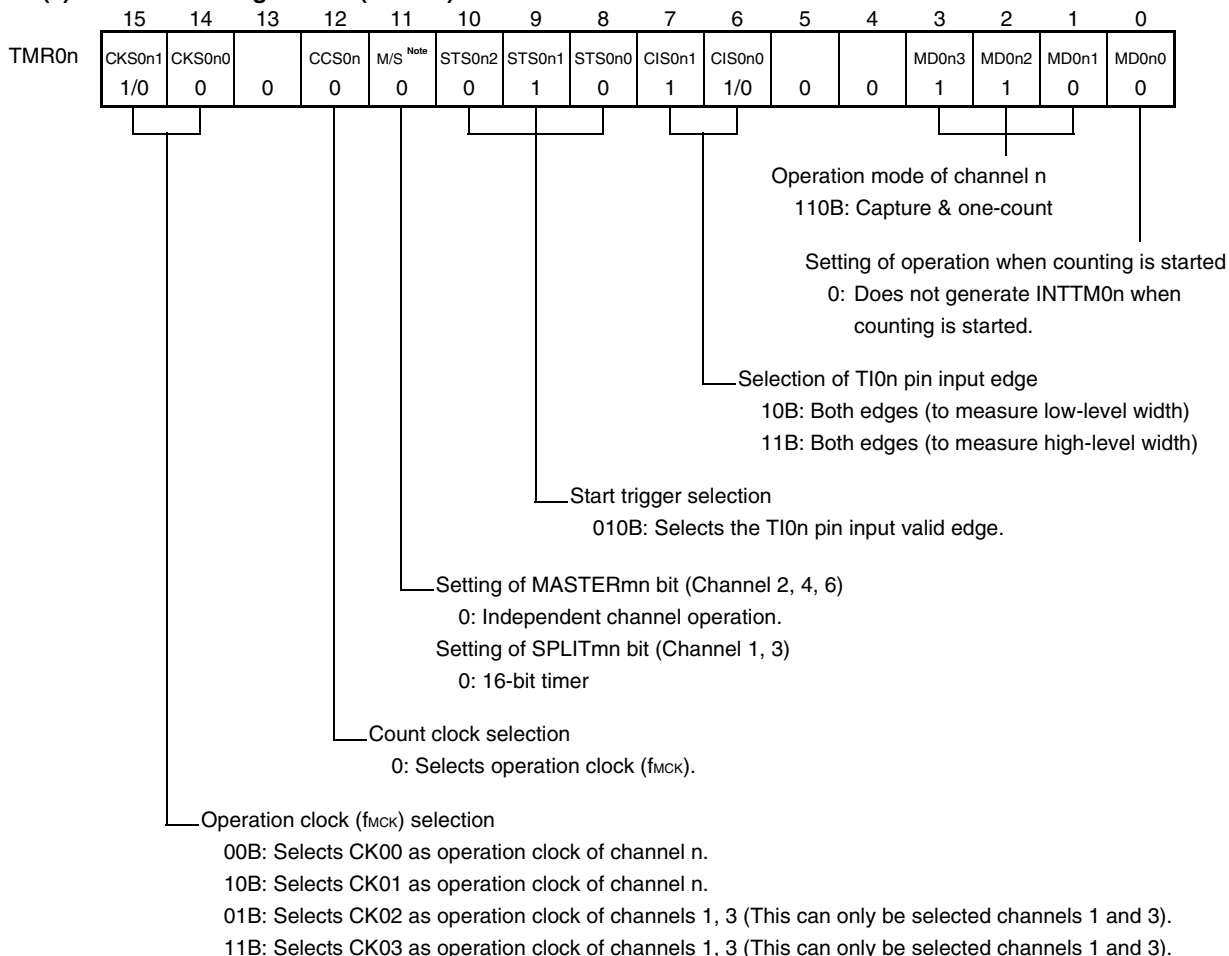 15 14 13 12 11 10 9 8 7 6 5 4 3 2 1 0
TMR0n CKS0n1 CKS0n0 CCS0n M/S Note STS0n2 STS0n1 STS0n0 CIS0n1 CIS0n0 MD0n3 MD0n2 MD0n1 MD0n0
1/0 0 0 0 0 0 1 0 1 1/0 0 0 1 1 0 0
Operation mode of channel n
110B: Capture & one-count
Setting of operation when counting is started
0: Does not generate INTTM0n when
counting is started.
Selection of TI0n pin input edge
10B: Both edges (to measure low-level width)
11B: Both edges (to measure high-level width)
Start trigger selection
010B: Selects the TI0n pin input valid edge.
Setting of MASTERmn bit (Channel 2, 4, 6)
0: Independent channel operation.
Setting of SPLITmn bit (Channel 1, 3)
0: 16-bit timer
Count clock selection
0: Selects operation clock (fMCK).
Operation clock (fMCK) selection
00B: Selects CK00 as operation clock of channel n.
10B: Selects CK01 as operation clock of channel n.
01B: Selects CK02 as operation clock of channels 1, 3 (This can only be selected channels 1 and 3).
11B: Selects CK03 as operation clock of channels 1, 3 (This can only be selected channels 1 and 3).